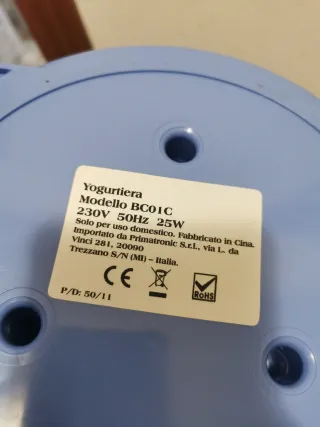 Yogurtiera
Modello BC01C
230V 50Hz 25W
Solo per uso domestico. Fabbricato in Cina.
Importato da Primatronic S.r.l., via L. da
Vinci 281, 20090
Trezzano S/N (MI) – Italia.
CE
RoHS
P/D: 50/11